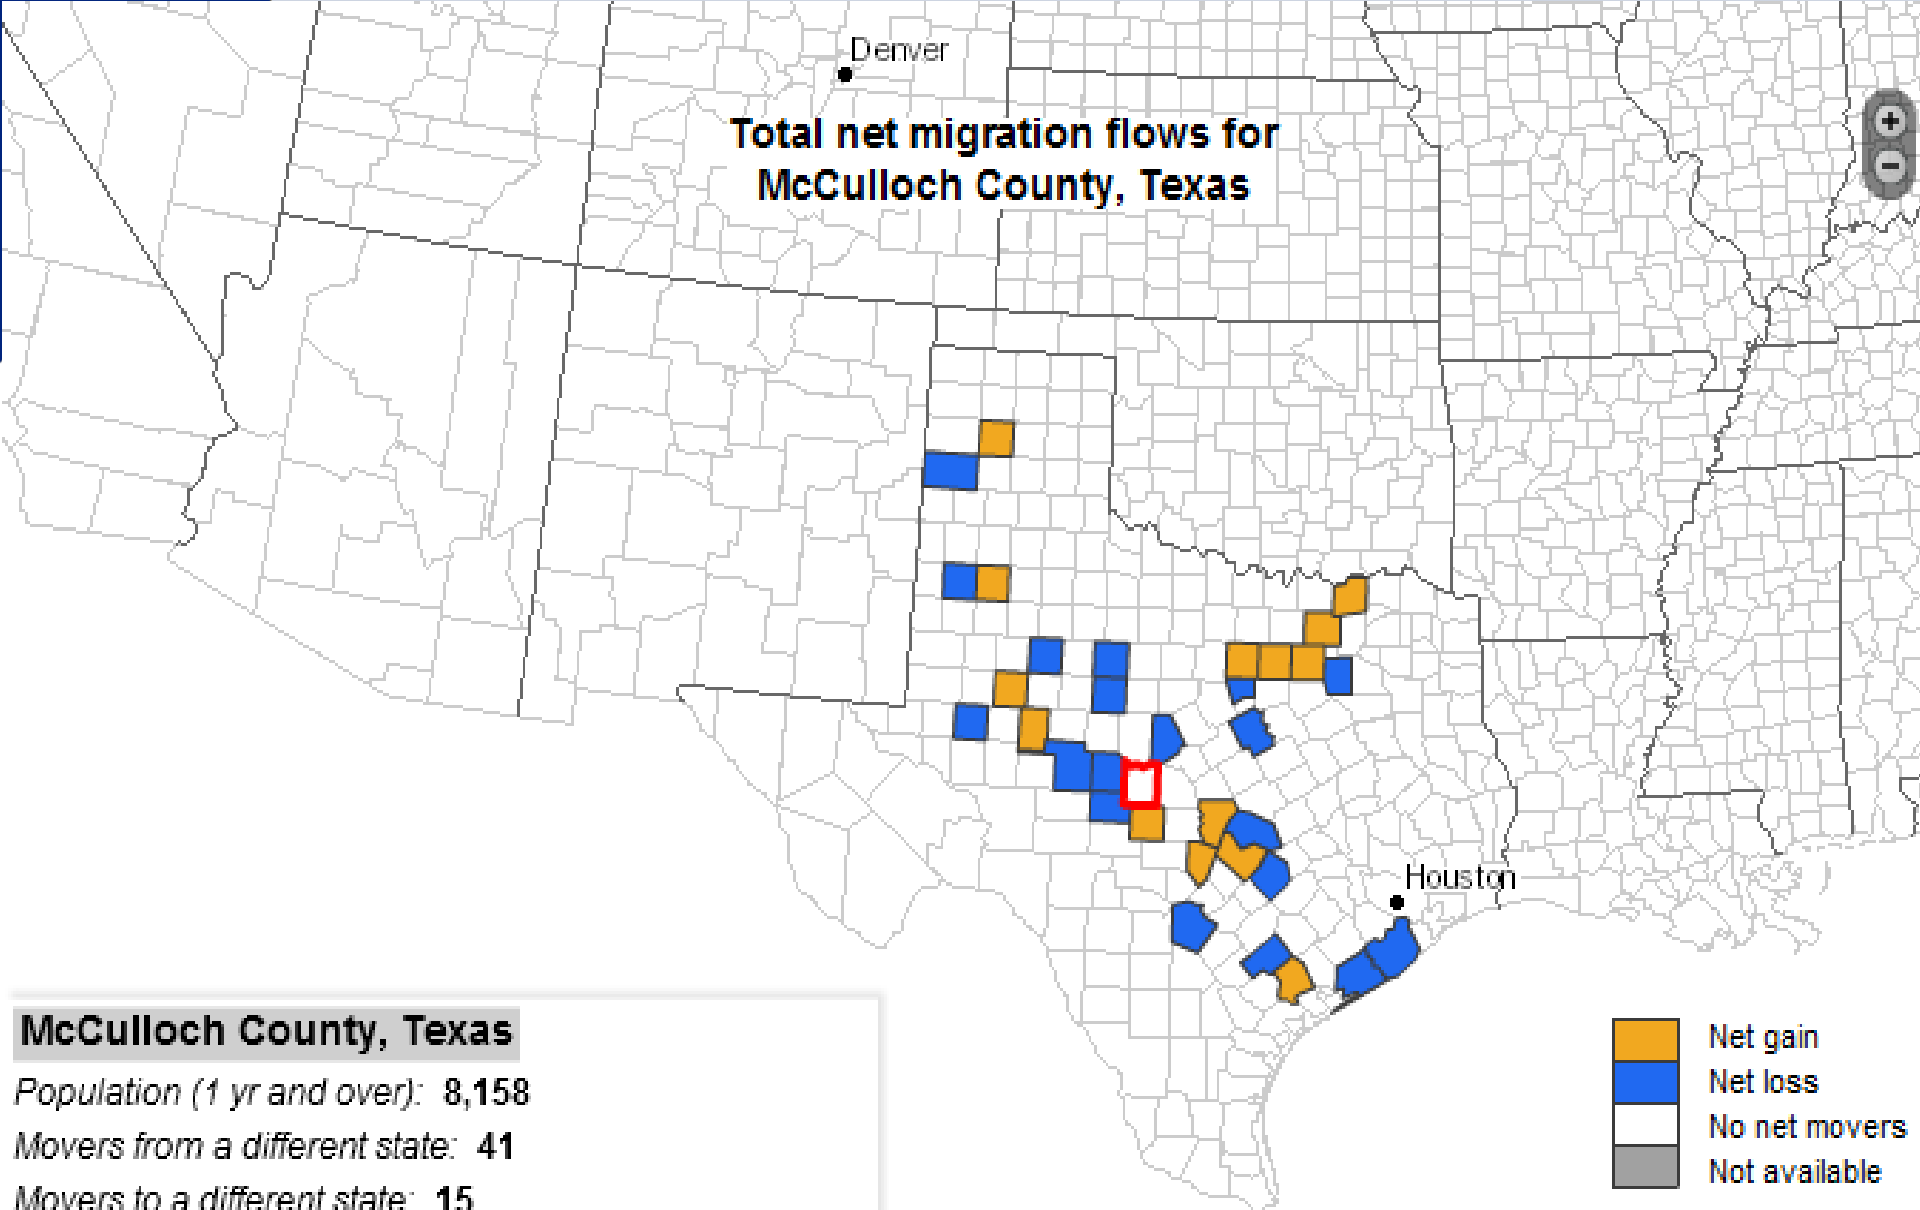 Denver
Total net migration flows for
McCulloch County, Texas
+
−
Houston
McCulloch County, Texas
Population (1 yr and over): 8,158
Movers from a different state: 41
Movers to a different state: 15
Net gain
Net loss
No net movers
Not available